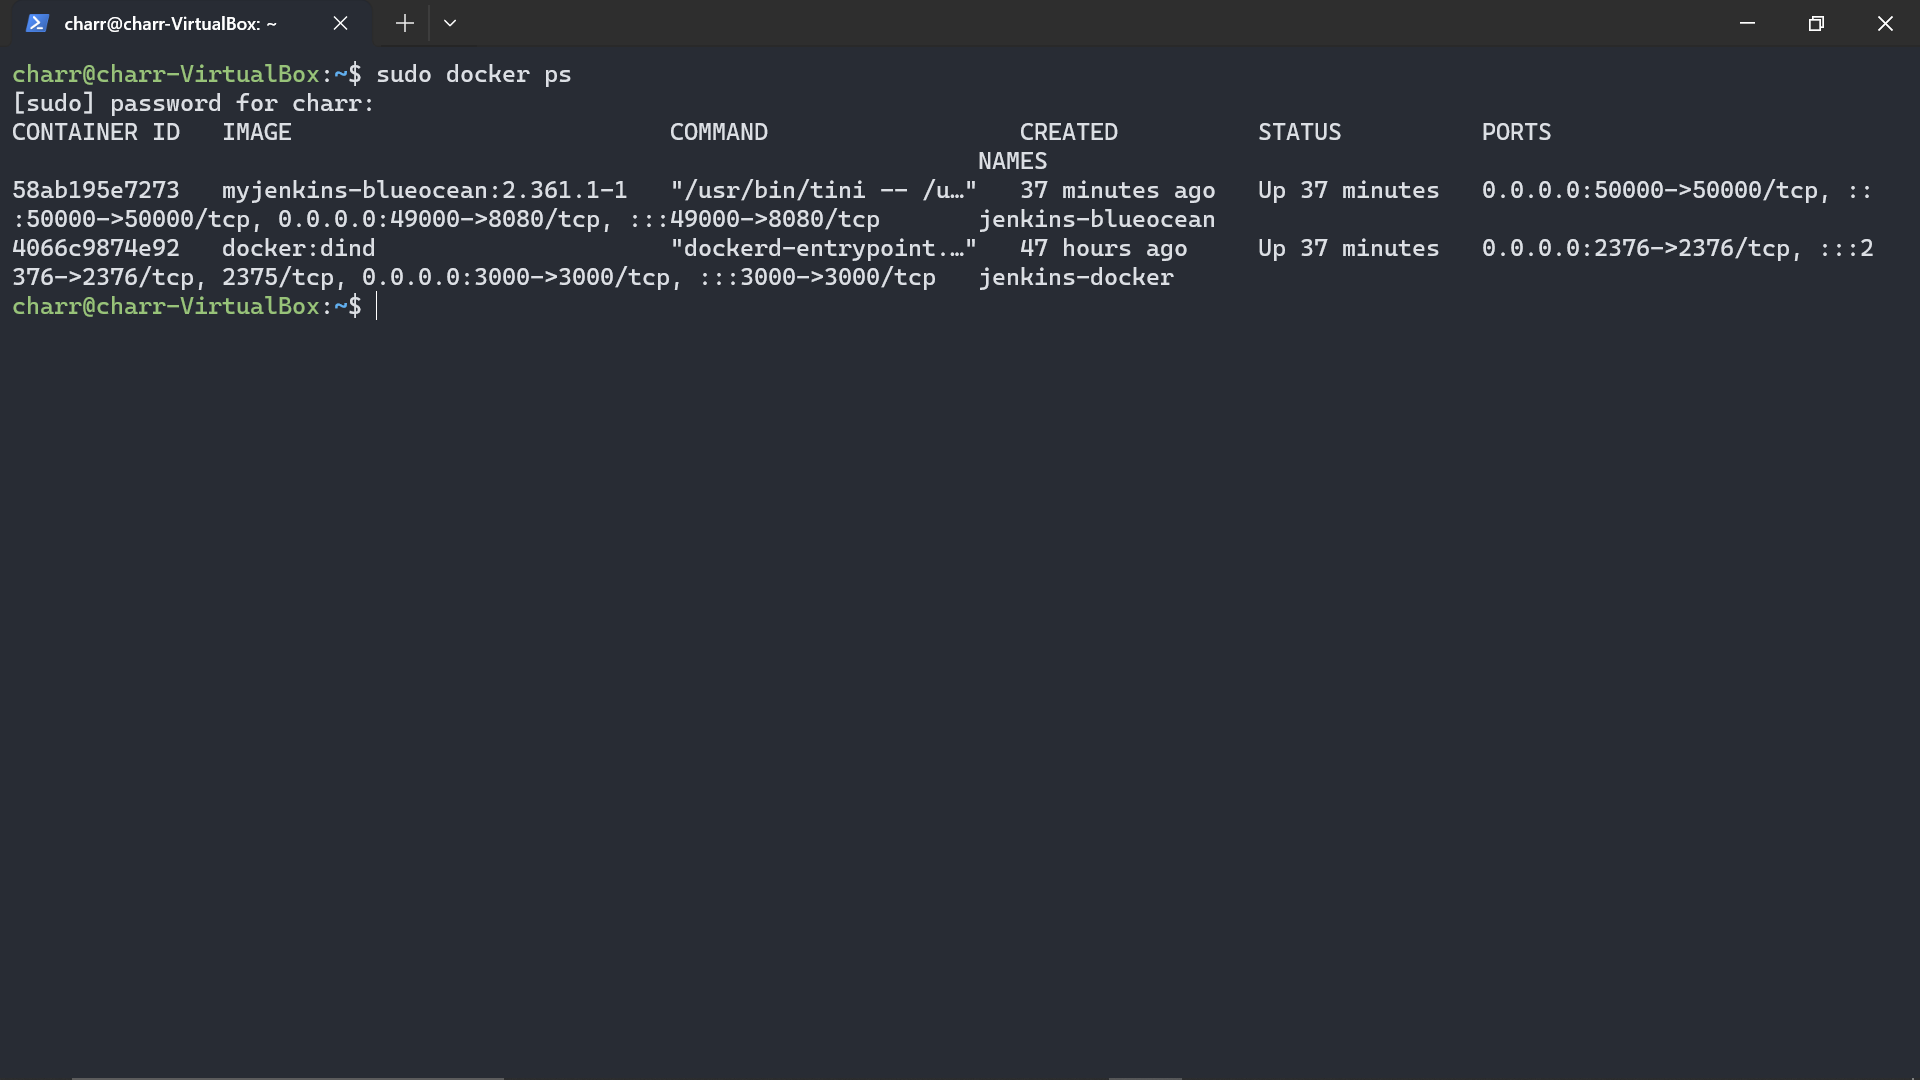 charr@charr-VirtualBox: ~
charr@charr-VirtualBox:~$ sudo docker ps
[sudo] password for charr:
CONTAINER ID   IMAGE                           COMMAND                  CREATED          STATUS          PORTS
                                                                     NAMES
58ab195e7273   myjenkins-blueocean:2.361.1-1   "/usr/bin/tini -- /u…"   37 minutes ago   Up 37 minutes   0.0.0.0:50000->50000/tcp, ::
:50000->50000/tcp, 0.0.0.0:49000->8080/tcp, :::49000->8080/tcp       jenkins-blueocean
4066c9874e92   docker:dind                     "dockerd-entrypoint.…"   47 hours ago     Up 37 minutes   0.0.0.0:2376->2376/tcp, :::2
376->2376/tcp, 2375/tcp, 0.0.0.0:3000->3000/tcp, :::3000->3000/tcp   jenkins-docker
charr@charr-VirtualBox:~$